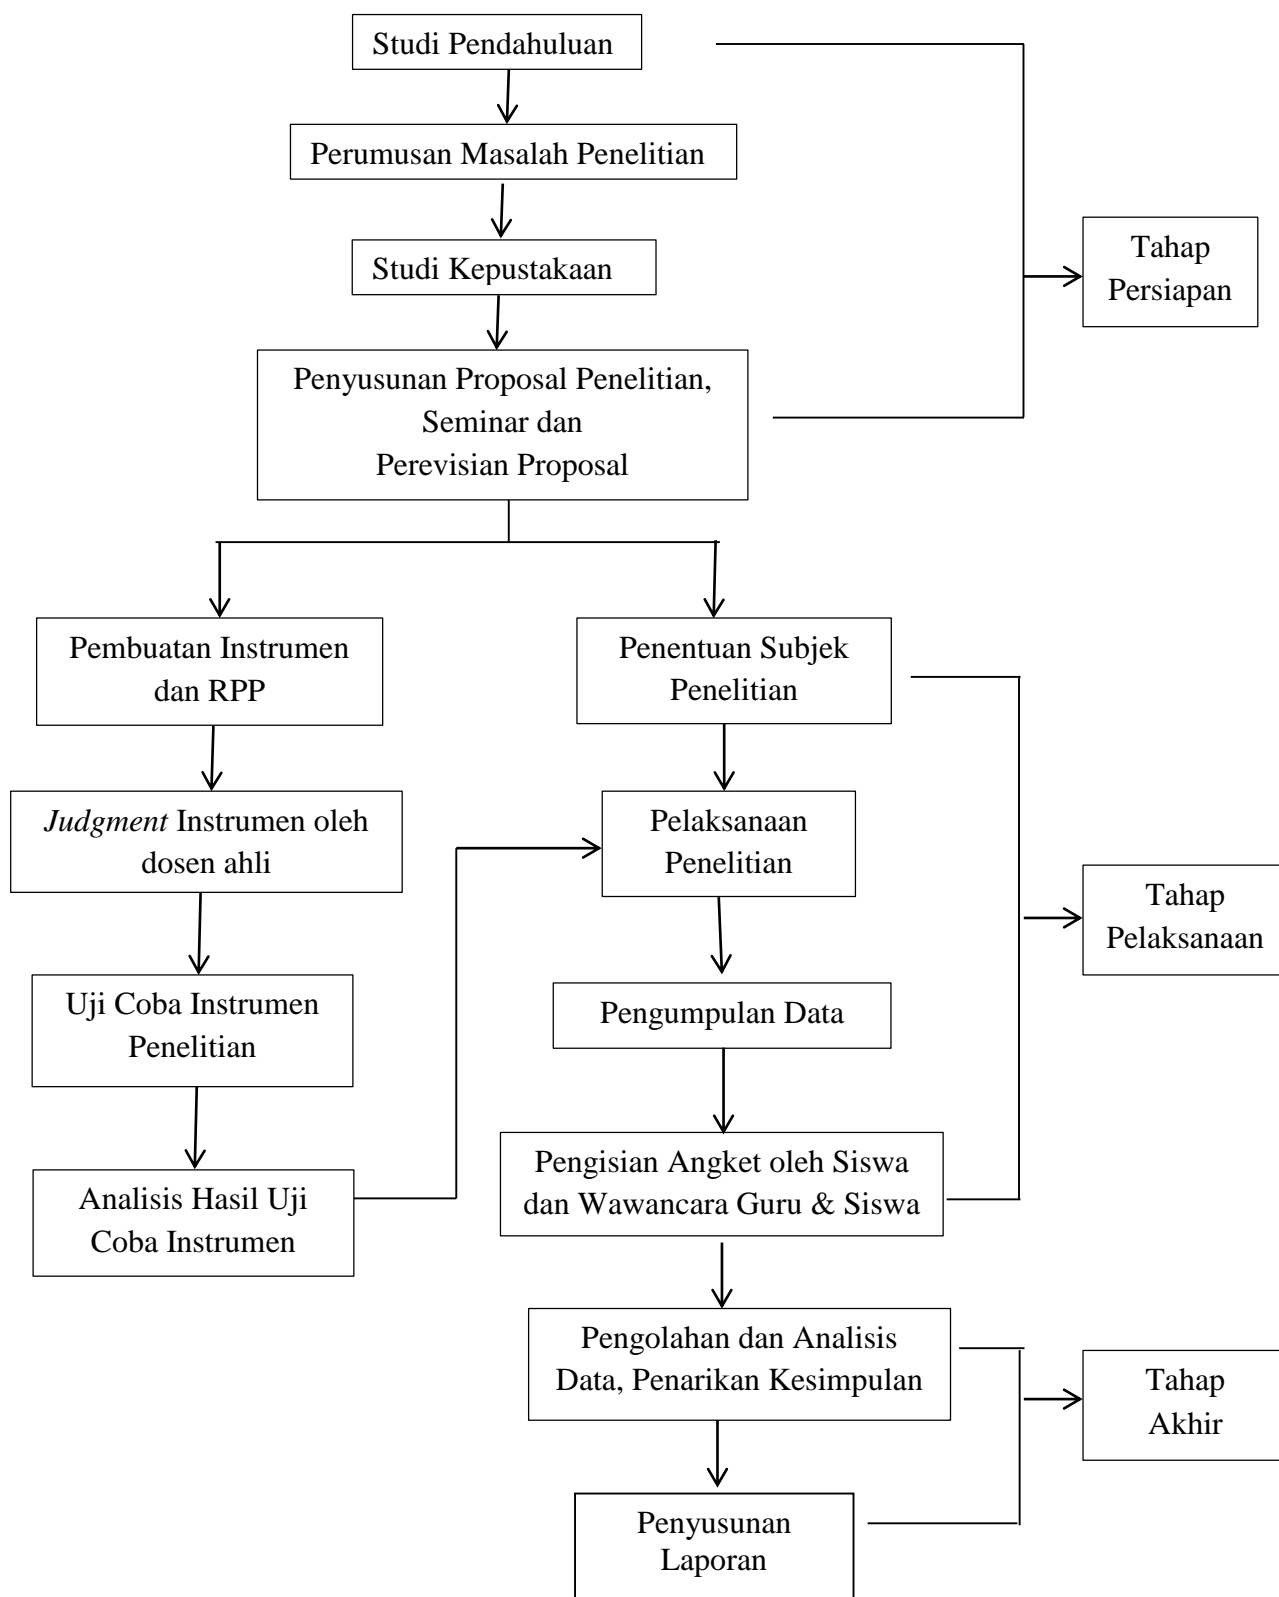 Studi Pendahuluan
Perumusan Masalah Penelitian
Studi Kepustakaan
Tahap
Persiapan
Penyusunan Proposal Penelitian,
Seminar dan
Perevisian Proposal
Pembuatan Instrumen
dan RPP
Judgment Instrumen oleh
dosen ahli
Uji Coba Instrumen
Penelitian
Analisis Hasil Uji
Coba Instrumen
Penentuan Subjek
Penelitian
Pelaksanaan
Penelitian
Pengumpulan Data
Pengisian Angket oleh Siswa
dan Wawancara Guru & Siswa
Tahap
Pelaksanaan
Pengolahan dan Analisis
Data, Penarikan Kesimpulan
Penyusunan
Laporan
Tahap
Akhir